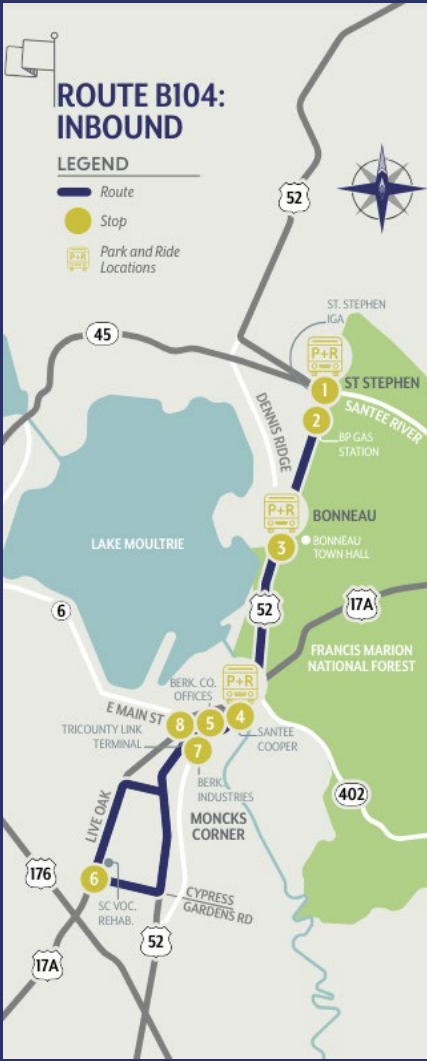 ROUTE B104:
INBOUND
LEGEND
Route
Stop
Park and Ride
Locations
52
ST. STEPHEN
IGA
45
P+R
1
ST STEPHEN
2
SANTEE RIVER
BP GAS
STATION
DENNIS RIDGE
P+R
BONNEAU
3
BONNEAU
TOWN HALL
LAKE MOULTRIE
6
52
17A
FRANCIS MARION
NATIONAL FOREST
P+R
BERK. CO.
OFFICES
E MAIN ST
8
5
4
TRICOUNTY LINK
TERMINAL
7
SANTEE
COOPER
BERK.
INDUSTRIES
402
LIVE OAK
MONCKS
CORNER
176
6
SC VOC.
REHAB.
CYPRESS
GARDENS RD
52
17A